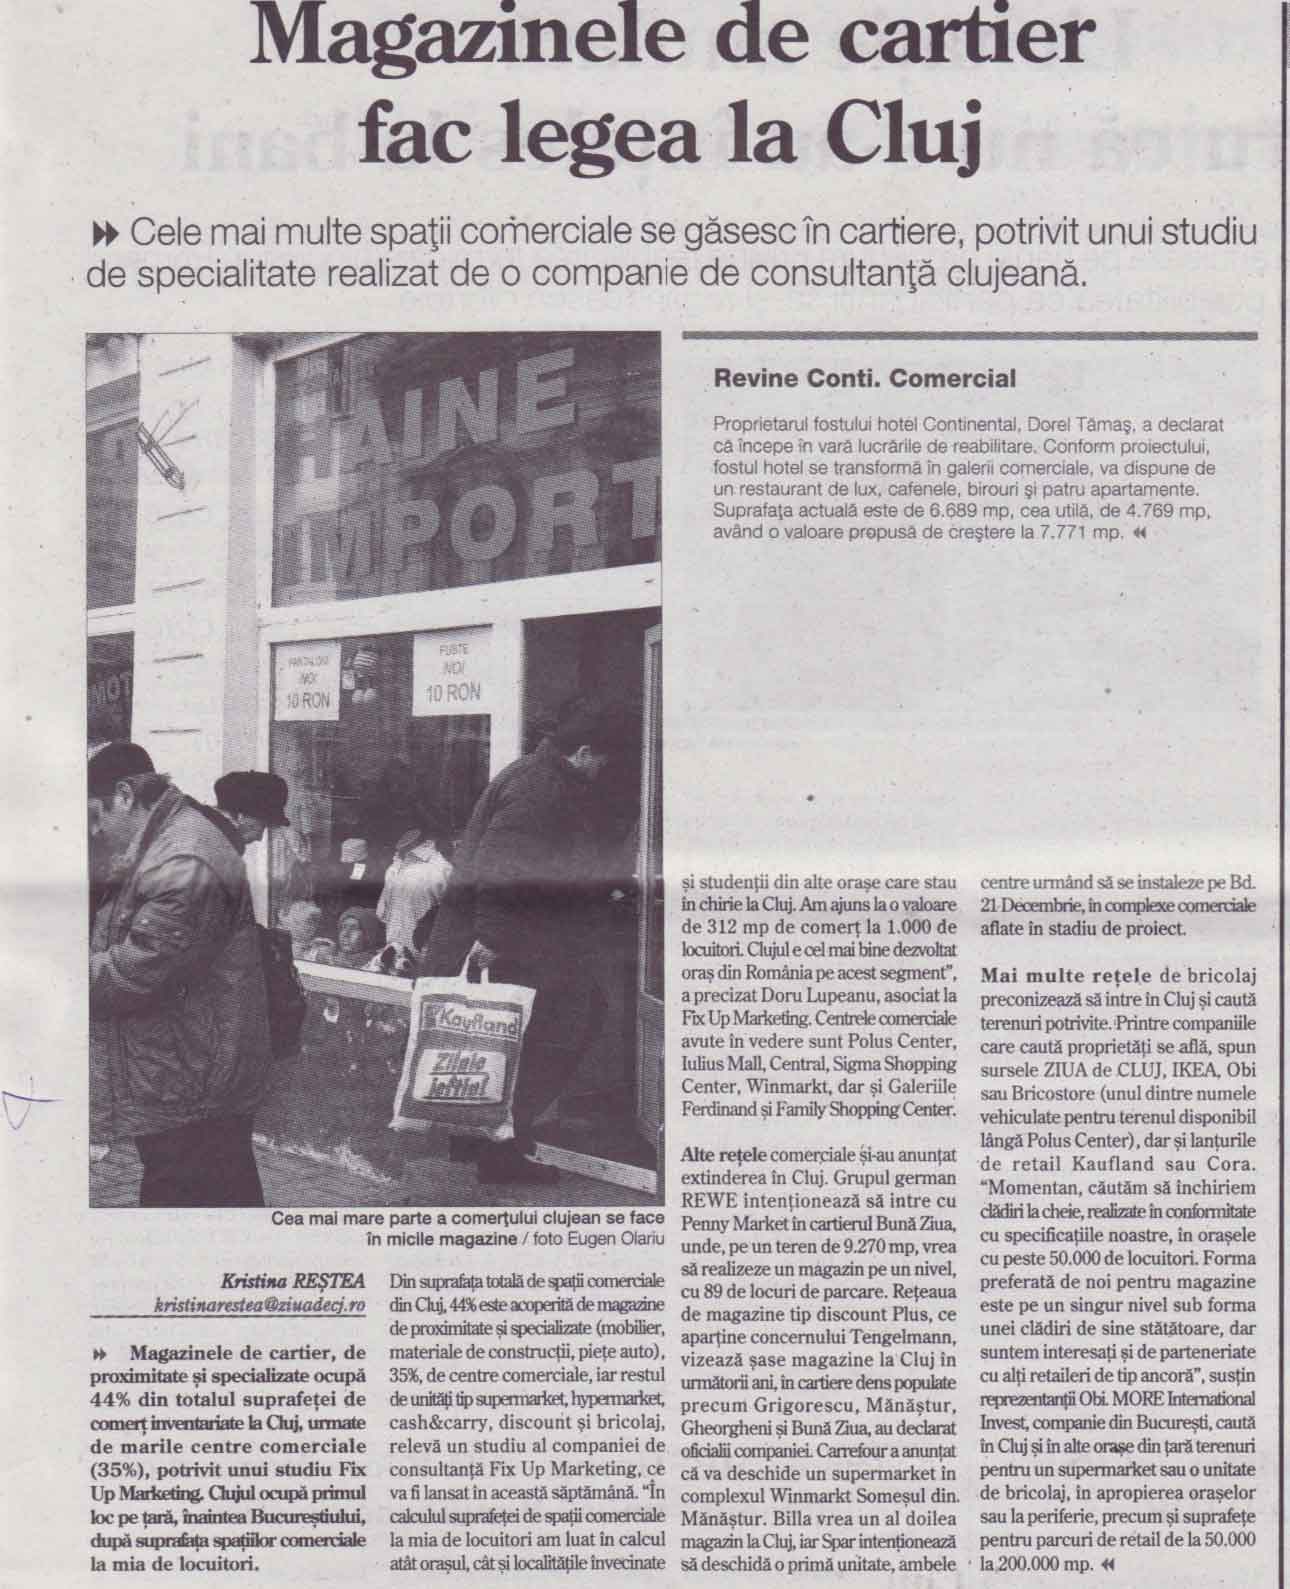 Magazinele de cartier
fac legea la Cluj
Cele mai multe spaţii comerciale se găsesc în cartiere, potrivit unui studiu
de specialitate realizat de o companie de consultanţă clujeană.
HAINE
IMPORT
MOT
PANTALONI
NOI
10 RON
FUSTE
NOI
10 RON
Kaufland
Zilele
ieftine!
Cea mai mare parte a comerţului clujean se face
în micile magazine / foto Eugen Olariu
Revine Conti. Comercial
Proprietarul fostului hotel Continental, Dorel Tămaş, a declarat
că începe în vară lucrările de reabilitare. Conform proiectului,
fostul hotel se transformă în galerii comerciale, va dispune de
un restaurant de lux, cafenele, birouri şi patru apartamente.
Suprafaţa actuală este de 6.689 mp, cea utilă, de 4.769 mp,
având o valoare propusă de creştere la 7.771 mp.
Kristina REŞTEA
kristinarestea@ziuadecj.ro
Magazinele de cartier, de
proximitate şi specializate ocupă
44% din totalul suprafeţei de
comerţ inventariate la Cluj, urmate
de marile centre comerciale
(35%), potrivit unui studiu Fix
Up Marketing. Clujul ocupă primul
loc pe ţară, înaintea Bucureştiului,
după suprafaţa spaţiilor comerciale
la mia de locuitori.
Din suprafaţa totală de spaţii comerciale
din Cluj, 44% este acoperită de magazine
de proximitate şi specializate (mobilier,
materiale de construcţii, pieţe auto),
35%, de centre comerciale, iar restul
de unităţi tip supermarket, hypermarket,
cash&carry, discount şi bricolaj,
relevă un studiu al companiei de
consultanţă Fix Up Marketing, ce
va fi lansat în această săptămână. “În
calculul suprafeţei de spaţii comerciale
la mia de locuitori am luat în calcul
atât oraşul, cât şi localităţile învecinate
şi studenţii din alte oraşe care stau
în chirie la Cluj. Am ajuns la o valoare
de 312 mp de comerţ la 1.000 de
locuitori. Clujul e cel mai bine dezvoltat
oraş din România pe acest segment”,
a precizat Doru Lupeanu, asociat la
Fix Up Marketing. Centrele comerciale
avute în vedere sunt Polus Center,
Iulius Mall, Central, Sigma Shopping
Center, Winmarkt, dar şi Galeriile
Ferdinand şi Family Shopping Center.
Alte reţele comerciale şi-au anunţat
extinderea în Cluj. Grupul german
REWE intenţionează să intre cu
Penny Market în cartierul Bună Ziua,
unde, pe un teren de 9.270 mp, vrea
să realizeze un magazin pe un nivel,
cu 89 de locuri de parcare. Reţeaua
de magazine tip discount Plus, ce
aparţine concernului Tengelmann,
vizează şase magazine la Cluj în
următorii ani, în cartiere dens populate
precum Grigorescu, Mănăştur,
Gheorgheni şi Bună Ziua, au declarat
oficialii companiei. Carrefour a anunţat
că va deschide un supermarket în
complexul Winmarkt Someşul din
Mănăştur. Billa vrea un al doilea
magazin la Cluj, iar Spar intenţionează
să deschidă o primă unitate, ambele
centre urmând să se instaleze pe Bd.
21 Decembrie, în complexe comerciale
aflate în stadiu de proiect.
Mai multe reţele de bricolaj
preconizează să intre în Cluj şi caută
terenuri potrivite. Printre companiile
care caută proprietăţi se află, spun
sursele ZIUA de CLUJ, IKEA, Obi
sau Bricostore (unul dintre numele
vehiculate pentru terenul disponibil
lângă Polus Center), dar şi lanţurile
de retail Kaufland sau Cora.
“Momentan, căutăm să închiriem
clădiri la cheie, realizate în conformitate
cu specificaţiile noastre, în oraşele
cu peste 50.000 de locuitori. Forma
preferată de noi pentru magazine
este pe un singur nivel sub forma
unei clădiri de sine stătătoare, dar
suntem interesaţi şi de parteneriate
cu alţi retaileri de tip ancoră”, susţin
reprezentanţii Obi. MORE International
Invest, companie din Bucureşti, caută
în Cluj şi în alte oraşe din ţară terenuri
pentru un supermarket sau o unitate
de bricolaj, în apropierea oraşelor
sau la periferie, precum şi suprafeţe
pentru parcuri de retail de la 50.000
la 200.000 mp.